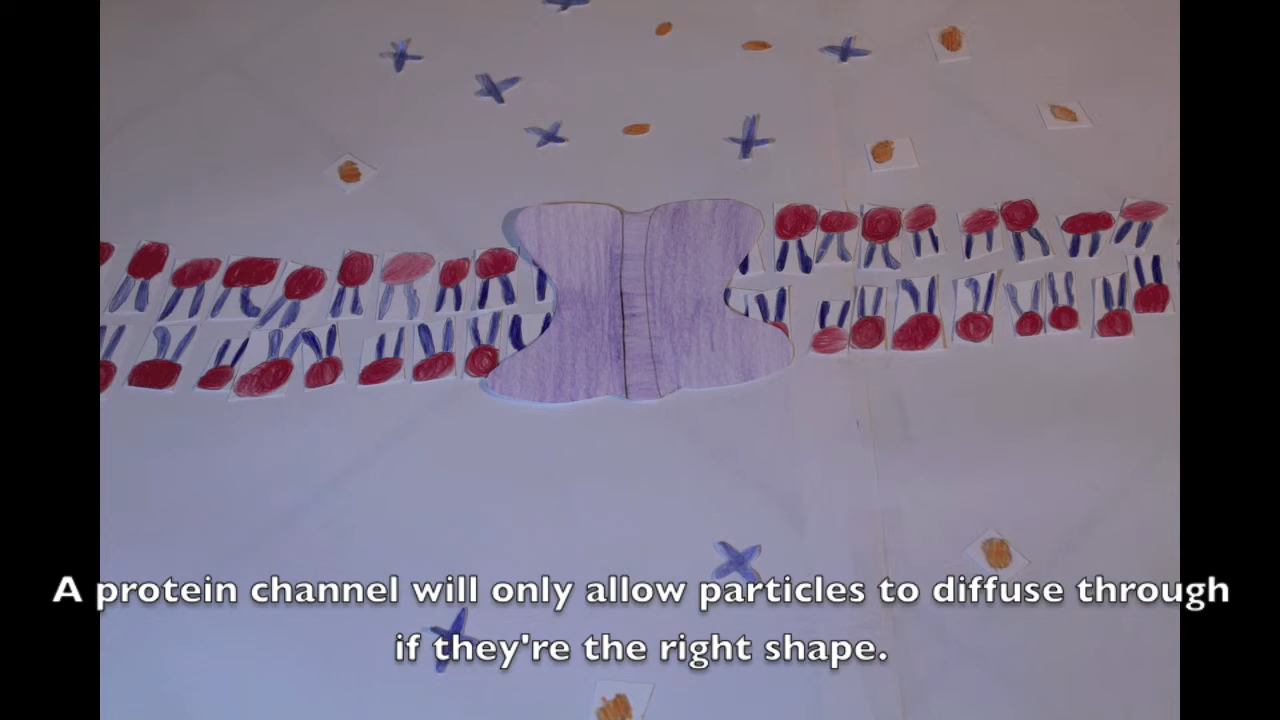 A protein channel will only allow particles to diffuse through
if they're the right shape.